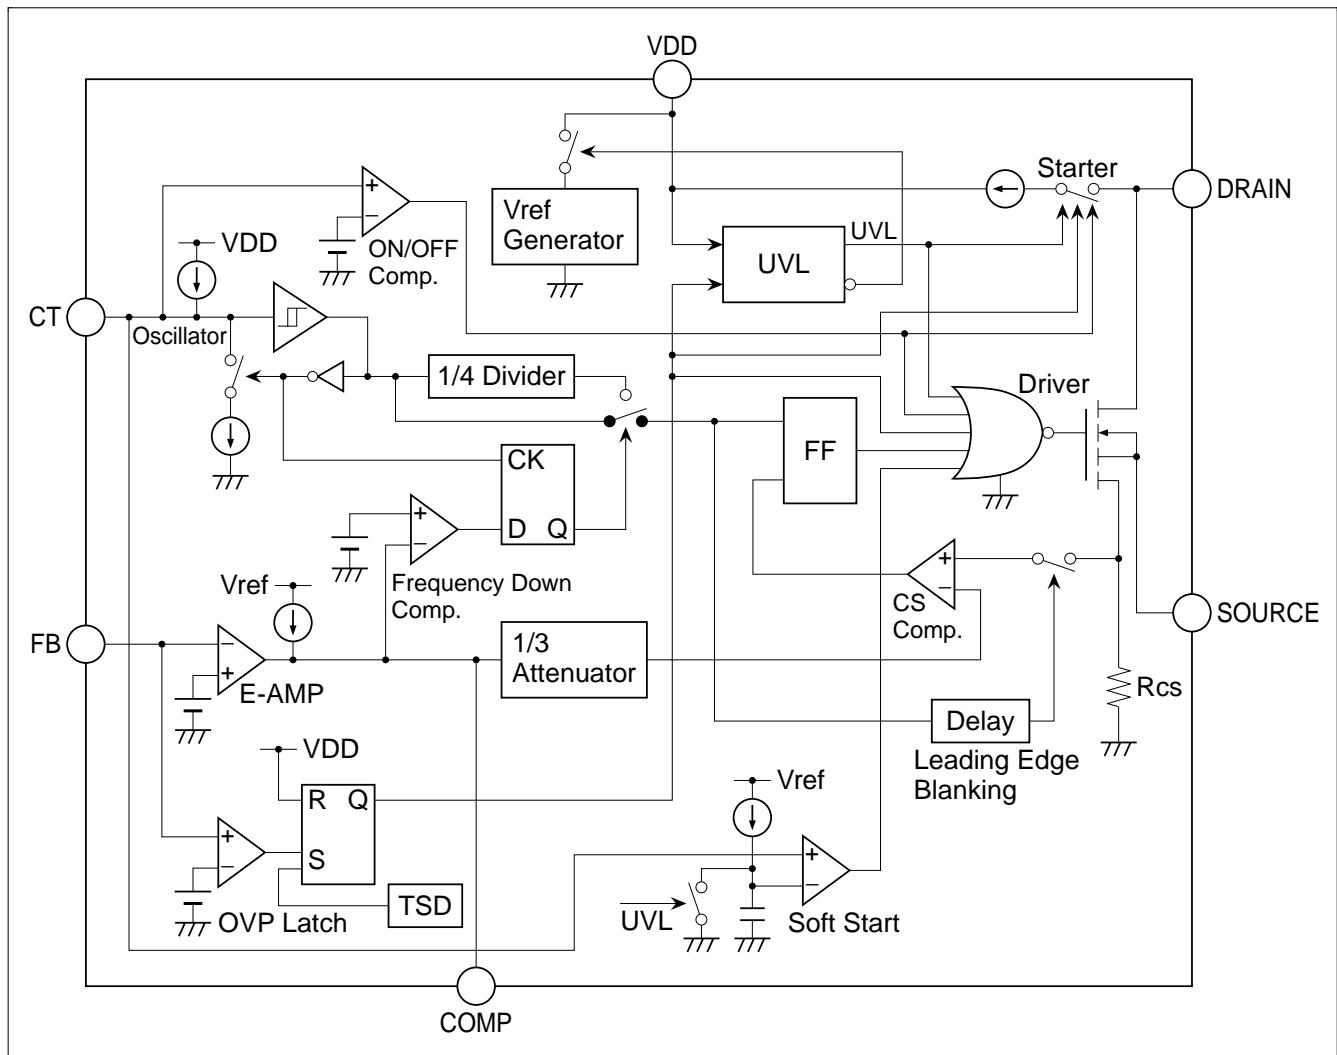 VDD
Starter
DRAIN
+
−
Vref
Generator
UVL
UVL
VDD
ON/OFF
Comp.
CT
Oscillator
1/4 Divider
Driver
CK
FF
D Q
+
−
+
−
Vref
Frequency Down
Comp.
CS
Comp.
SOURCE
FB
−
+
1/3
Attenuator
E-AMP
Rcs
Delay
VDD
Leading Edge
Blanking
R Q
Vref
+
−
S
+
−
TSD
OVP Latch
UVL
Soft Start
COMP